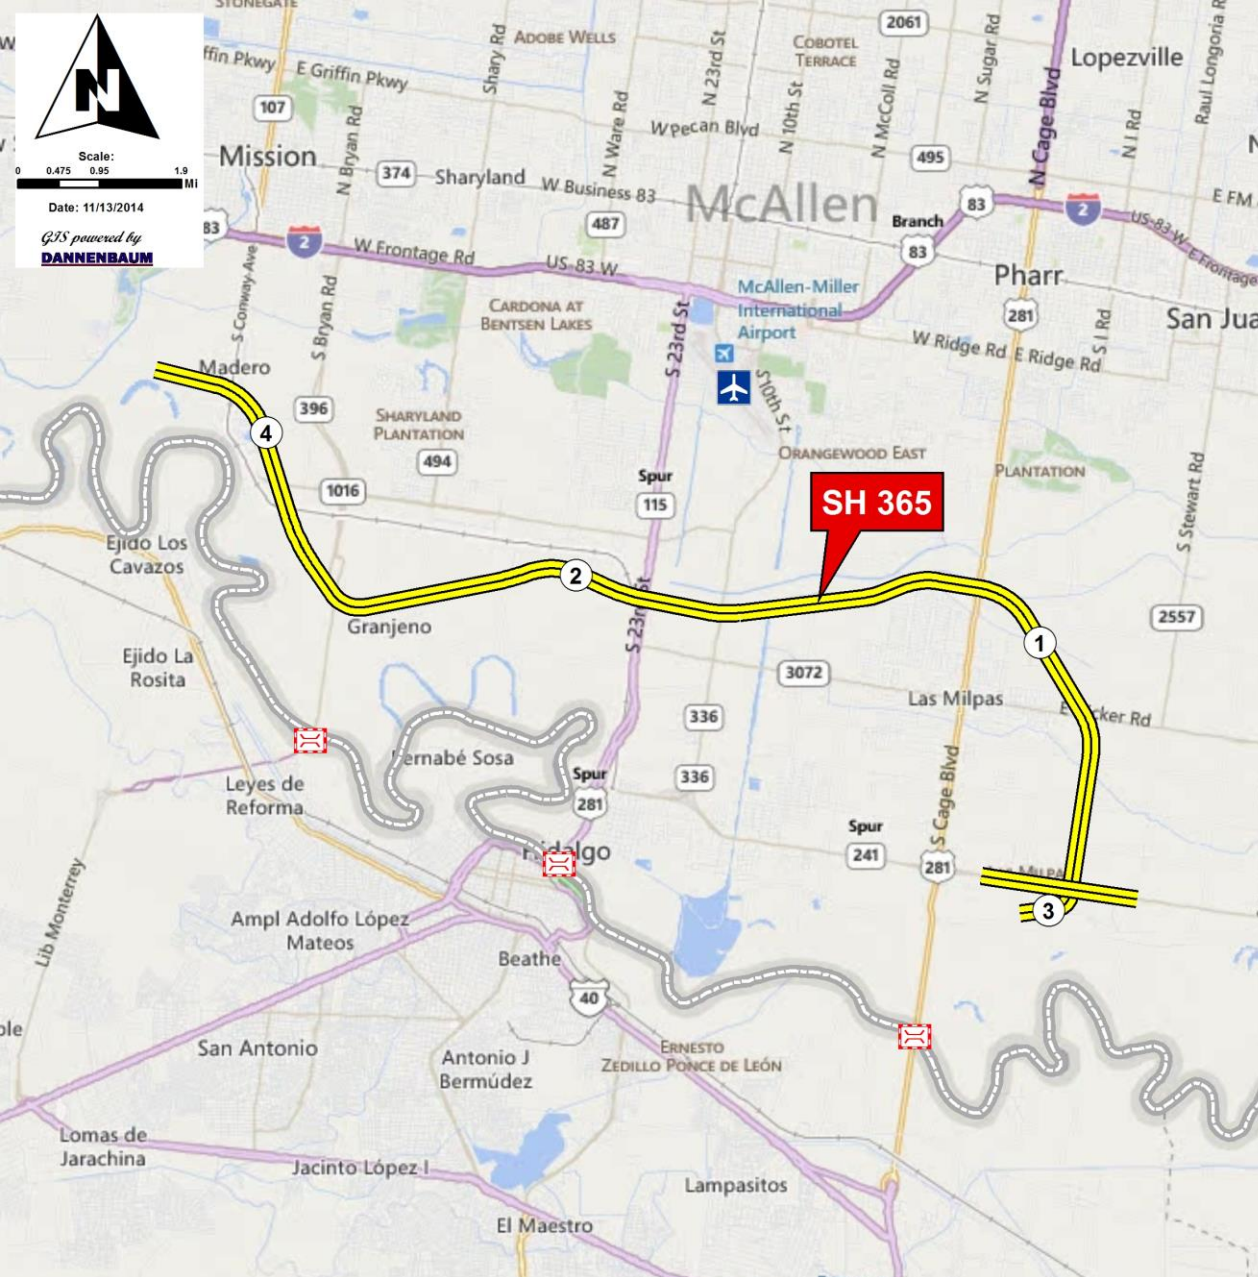 STONEGATE
N
Scale:
0 0.475 0.95 1.9
Mi
Date: 11/13/2014
GIS powered by
DANNENBAUM
E Griffin Pkwy
Shary Rd
ADOBE WELLS
N 23rd St
COBOTEL
TERRACE
2061
N Sugar Rd
N Cage Blvd
Lopezville
Raul Longoria R
107
N Bryan Rd
N Ware Rd
W Pecan Blvd
N 10th St
N McColl Rd
N I Rd
Mission
374
Sharyland
W Business 83
495
McAllen
487
Branch
83
83
83
2
2
E FM
US-83 W
E Frontage
W Frontage Rd
US-83 W
Pharr
281
San Jua
S Conway Ave
S Bryan Rd
CARDONA AT
BENTSEN LAKES
S 23rd St
McAllen-Miller
International
Airport
W Ridge Rd
E Ridge Rd
S I Rd
Madero
396
SHARYLAND
PLANTATION
494
S 10th St
ORANGEWOOD EAST
PLANTATION
4
1016
Spur
115
SH 365
S Stewart Rd
Ejido Los
Cavazos
2
S 23rd St
1
2557
Granjeno
Ejido La
Rosita
3072
Las Milpas
336
Leyes de
Reforma
Spur
281
336
S Cage Blvd
Hidalgo
Spur
241
281
3
Lib Monterrey
Ampl Adolfo López
Mateos
Beathe
40
San Antonio
Antonio J
Bermúdez
ERNESTO
ZEDILLO PONCE DE LEÓN
Lomas de
Jarachina
Jacinto López I
Lampasitos
El Maestro